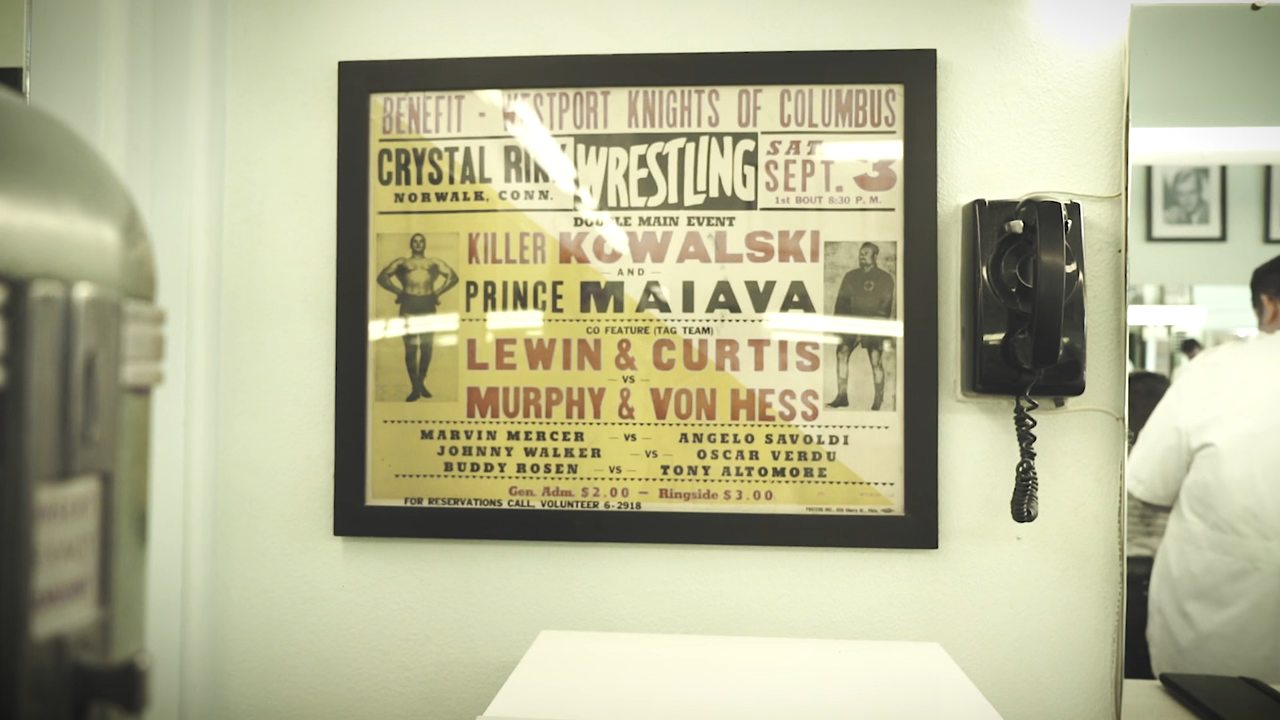 BENEFIT - WESTPORT KNIGHTS OF COLUMBUS
CRYSTAL RINK WRESTLING SAT
NORWALK, CONN. SEPT. 3
1st BOUT 8:30 P. M.
DOUBLE MAIN EVENT
KILLER KOWALSKI
— AND —
PRINCE MAIAVA
CO FEATURE (TAG TEAM)
LEWIN & CURTIS
— VS —
MURPHY & VON HESS
MARVIN MERCER — VS — ANGELO SAVOLDI
JOHNNY WALKER — VS — OSCAR VERDU
BUDDY ROSEN — VS — TONY ALTOMORE
Gen. Adm. $2.00 — Ringside $3.00
FOR RESERVATIONS CALL, VOLUNTEER 6-2918